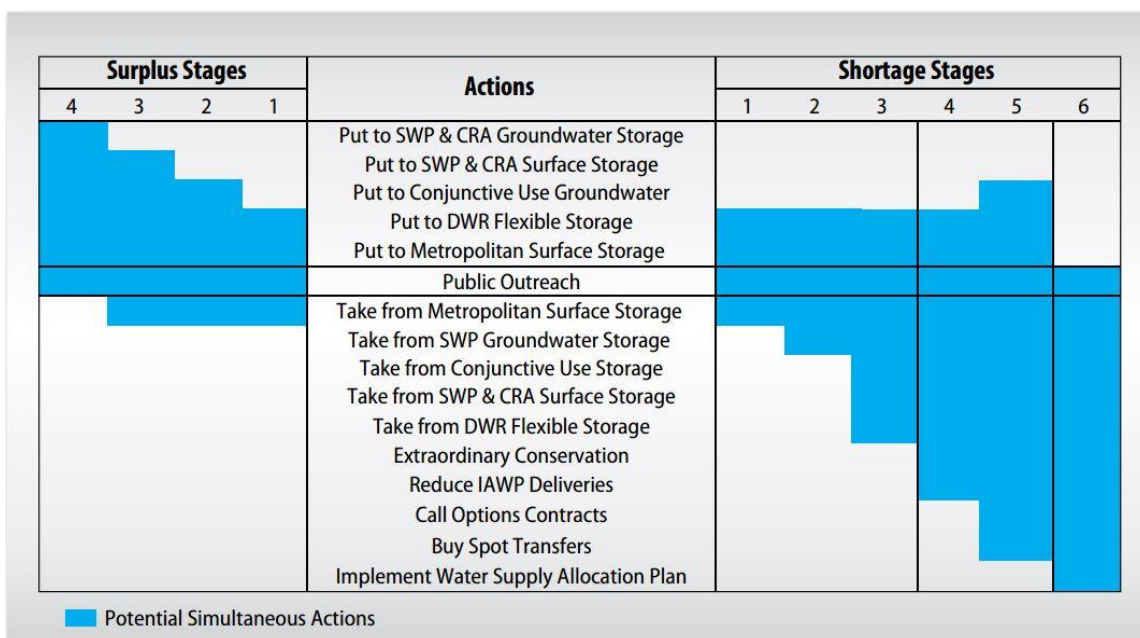 Surplus Stages
Actions
Shortage Stages
4 3 2 1
1 2 3 4 5 6
Put to SWP & CRA Groundwater Storage
Put to SWP & CRA Surface Storage
Put to Conjunctive Use Groundwater
Put to DWR Flexible Storage
Put to Metropolitan Surface Storage
Public Outreach
Take from Metropolitan Surface Storage
Take from SWP Groundwater Storage
Take from Conjunctive Use Storage
Take from SWP & CRA Surface Storage
Take from DWR Flexible Storage
Extraordinary Conservation
Reduce IAWP Deliveries
Call Options Contracts
Buy Spot Transfers
Implement Water Supply Allocation Plan
Potential Simultaneous Actions